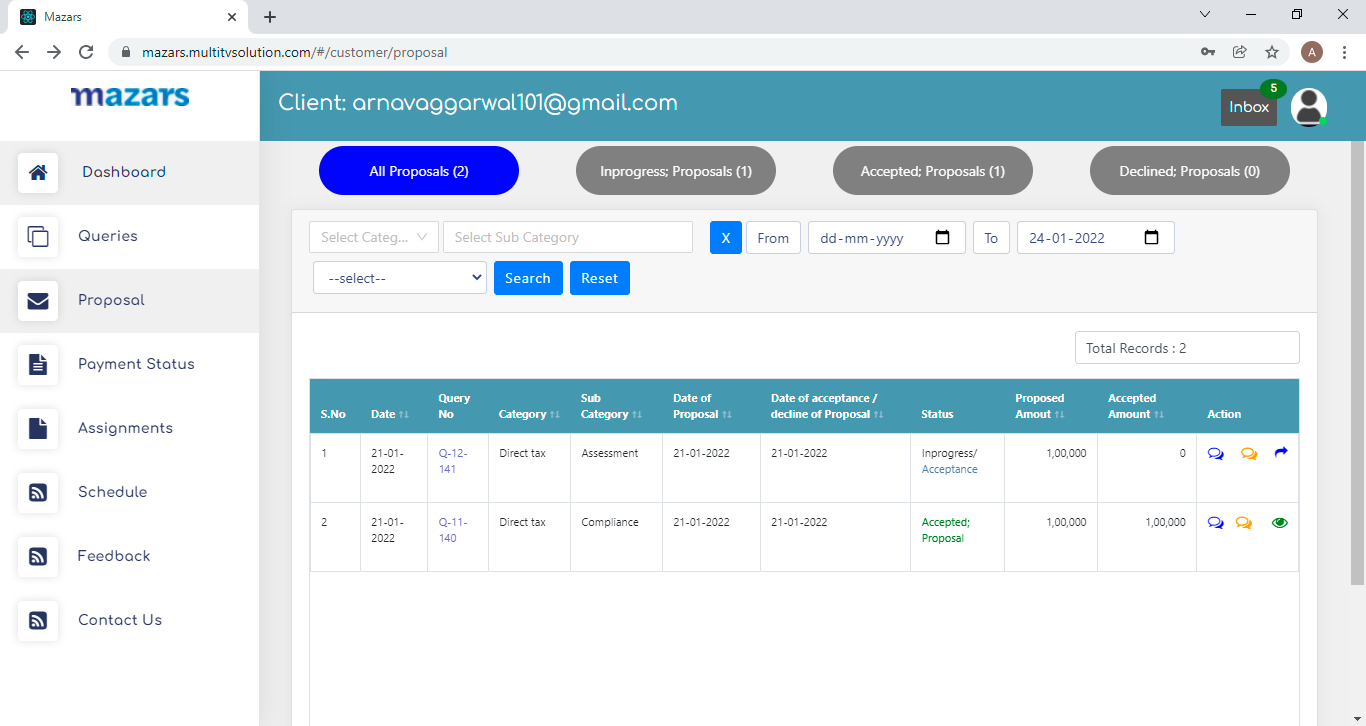 Mazars
mazars.multitvsolution.com/#/customer/proposal
A
mazars
Client: arnavaggarwal101@gmail.com
Inbox
5
Dashboard
Queries
Proposal
Payment Status
Assignments
Schedule
Feedback
Contact Us
All Proposals (2)
Inprogress; Proposals (1)
Accepted; Proposals (1)
Declined; Proposals (0)
Select Categ...
Select Sub Category
X
From
dd-mm-yyyy
To
24-01-2022
--select--
Search
Reset
Total Records : 2
S.No
Date
Query
No
Category
Sub
Category
Date of
Proposal
Date of acceptance /
decline of Proposal
Status
Proposed
Amout
Accepted
Amount
Action
1
21-01-
2022
Q-12-
141
Direct tax
Assessment
21-01-2022
21-01-2022
Inprogress/
Acceptance
1,00,000
0
2
21-01-
2022
Q-11-
140
Direct tax
Compliance
21-01-2022
21-01-2022
Accepted;
Proposal
1,00,000
1,00,000